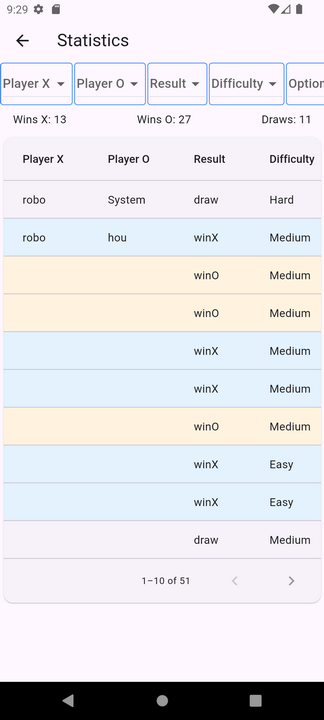 9:29
Statistics
Player X Player O Result Difficulty Option
Wins X: 13 Wins O: 27 Draws: 11
Player X Player O Result Difficulty
robo System draw Hard
robo hou winX Medium
winO Medium
winO Medium
winX Medium
winX Medium
winO Medium
winX Easy
winX Easy
draw Medium
1–10 of 51